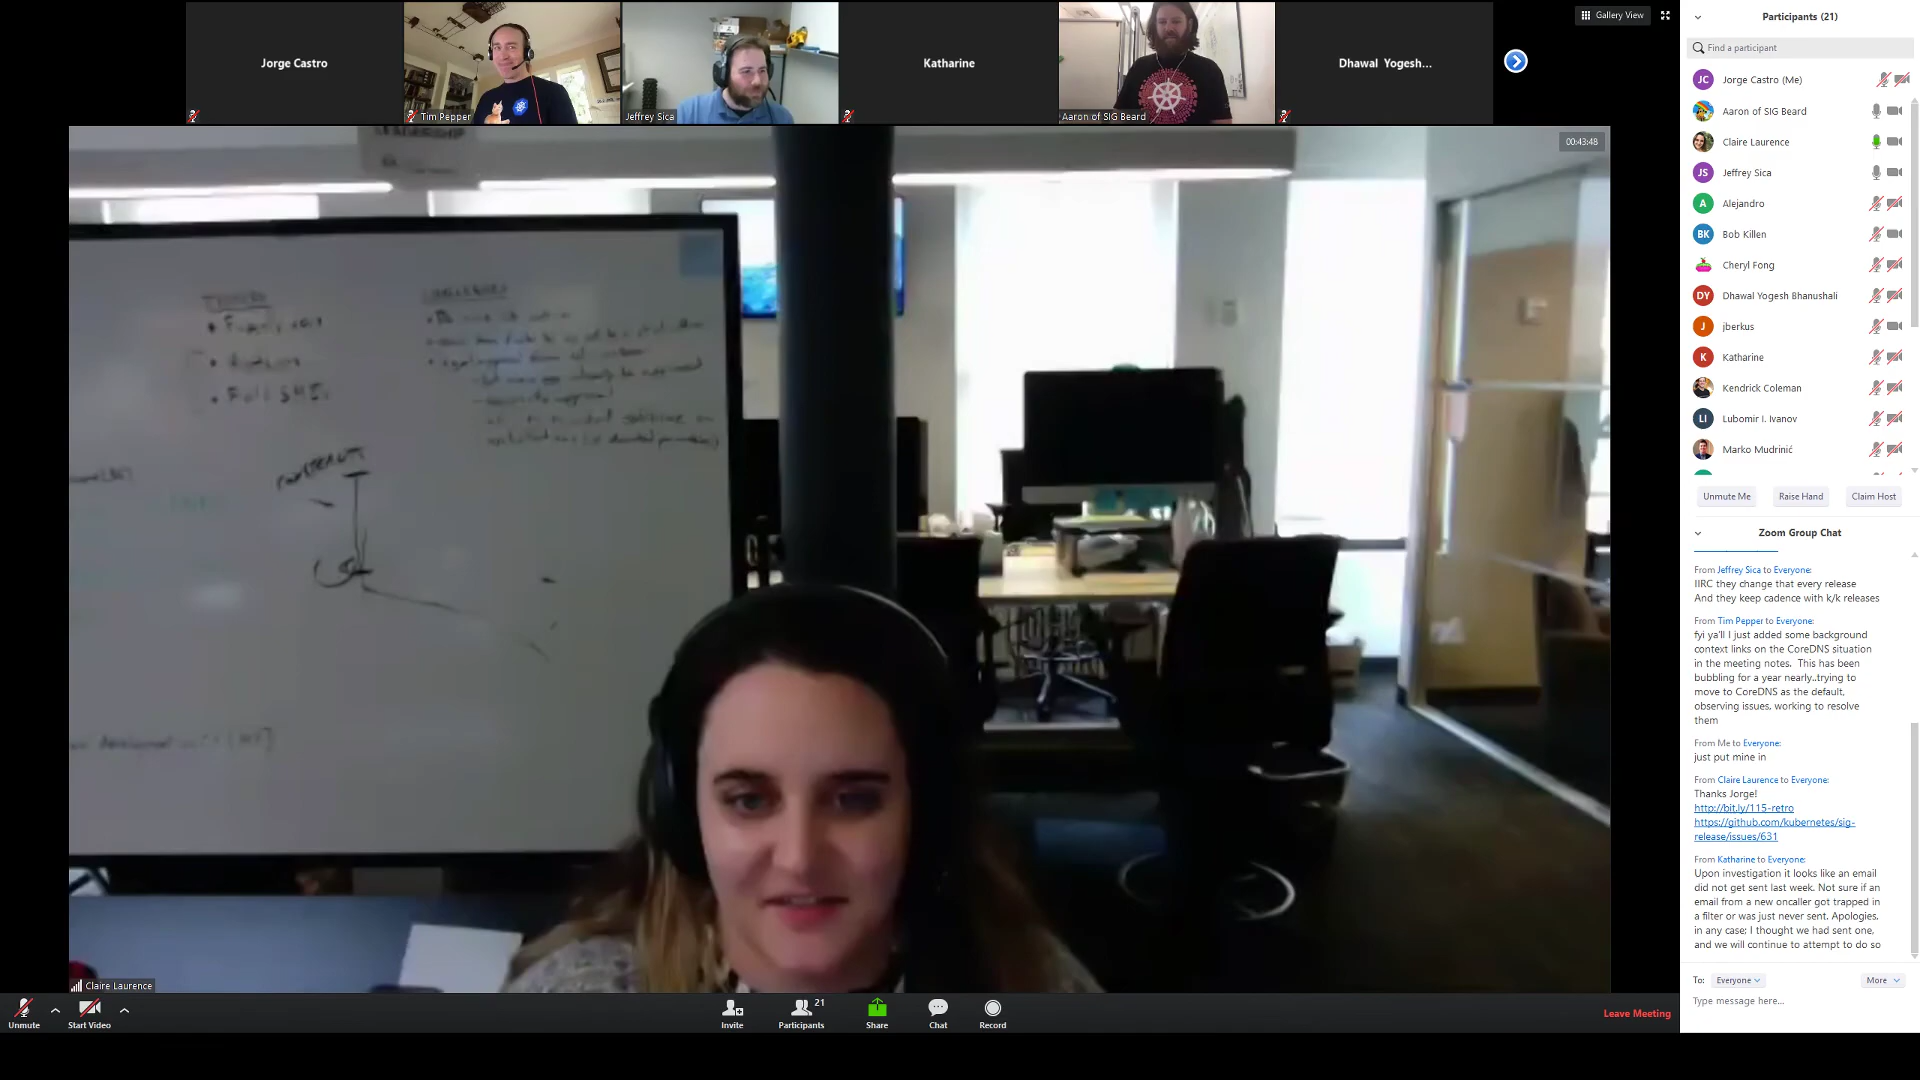 Jorge Castro
Tim Pepper
Jeffrey Sica
Katharine
Aaron of SIG Beard
Dhawal Yogesh...
Gallery View
00:43:48
Claire Laurence
Unmute
Start Video
Invite
Participants
21
Share
Chat
Record
Leave Meeting
Participants (21)
Find a participant
JC Jorge Castro (Me)
Aaron of SIG Beard
Claire Laurence
JS Jeffrey Sica
A Alejandro
BK Bob Killen
Cheryl Fong
DY Dhawal Yogesh Bhanushali
J jberkus
K Katharine
Kendrick Coleman
LI Lubomir I. Ivanov
Marko Mudrinić
Unmute Me
Raise Hand
Claim Host
Zoom Group Chat
From Jeffrey Sica to Everyone:
IIRC they change that every release
And they keep cadence with k/k releases
From Tim Pepper to Everyone:
fyi ya'll I just added some background
context links on the CoreDNS situation
in the meeting notes. This has been
bubbling for a year nearly..trying to
move to CoreDNS as the default,
observing issues, working to resolve
them
From Me to Everyone:
just put mine in
From Claire Laurence to Everyone:
Thanks Jorge!
http://bit.ly/115-retro
https://github.com/kubernetes/sig-
release/issues/631
From Katharine to Everyone:
Upon investigation it looks like an email
did not get sent last week. Not sure if an
email from a new oncaller got trapped in
a filter or was just never sent. Apologies,
in any case; I thought we had sent one,
and we will continue to attempt to do so
To: Everyone
More
Type message here...